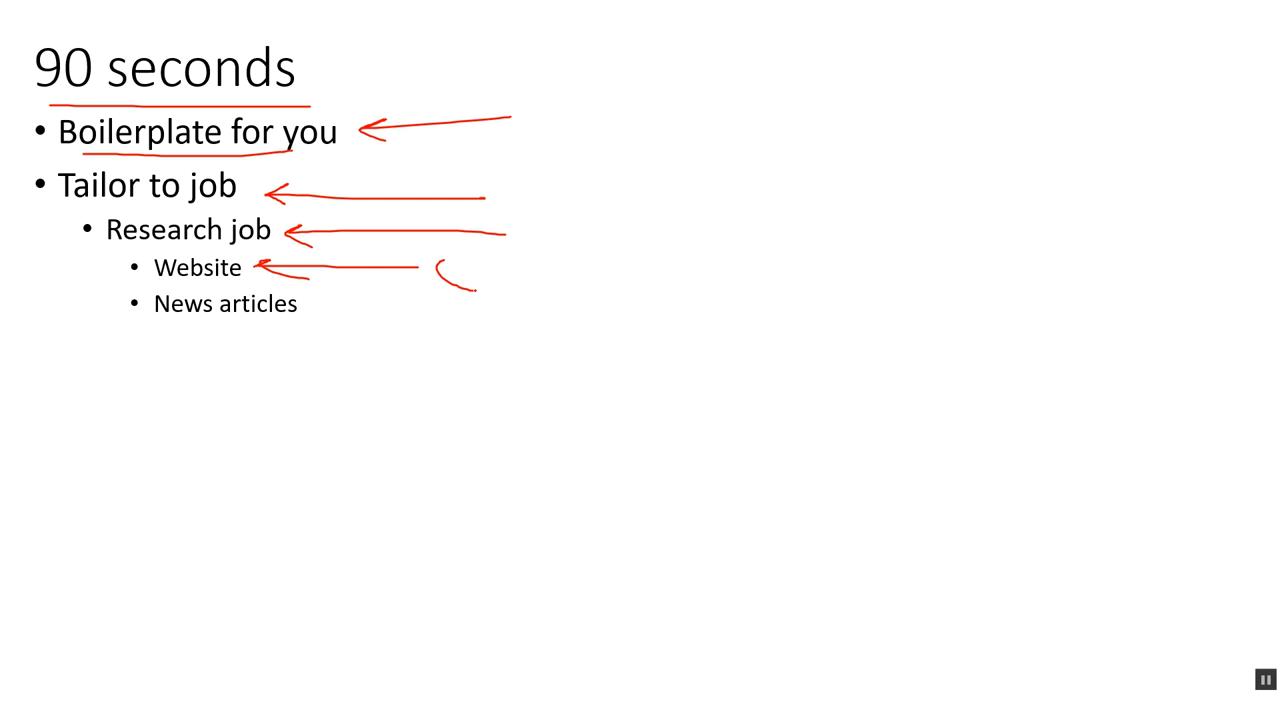 90 seconds
• Boilerplate for you
• Tailor to job
• Research job
• Website
• News articles